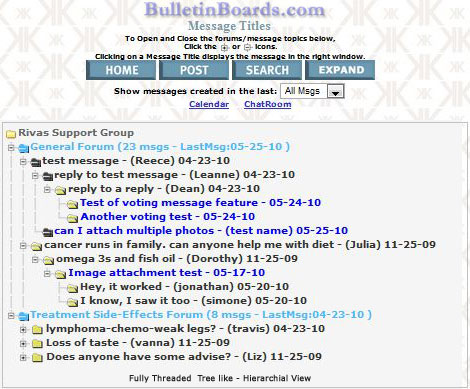 BulletinBoards.com
Message Titles
To Open and Close the forums/message topics below,
Click the + or - Icons.
Clicking on a Message Title displays the message in the right window.
HOME POST SEARCH EXPAND
Show messages created in the last: All Msgs
Calendar ChatRoom
Rivas Support Group
General Forum (23 msgs - LastMsg:05-25-10 )
test message - (Reece) 04-23-10
reply to test message - (Leanne) 04-23-10
reply to a reply - (Dean) 04-23-10
Test of voting message feature - 05-24-10
Another voting test - 05-24-10
can I attach multiple photos - (test name) 05-25-10
cancer runs in family. can anyone help me with diet - (Julia) 11-25-09
omega 3s and fish oil - (Dorothy) 11-25-09
Image attachment test - 05-17-10
Hey, it worked - (jonathan) 05-20-10
I know, I saw it too - (simone) 05-20-10
Treatment Side-Effects Forum (8 msgs - LastMsg:04-23-10 )
lymphoma-chemo-weak legs? - (travis) 04-23-10
Loss of taste - (vanna) 11-25-09
Does anyone have some advise? - (Liz) 11-25-09
Fully Threaded Tree like - Hierarchial View